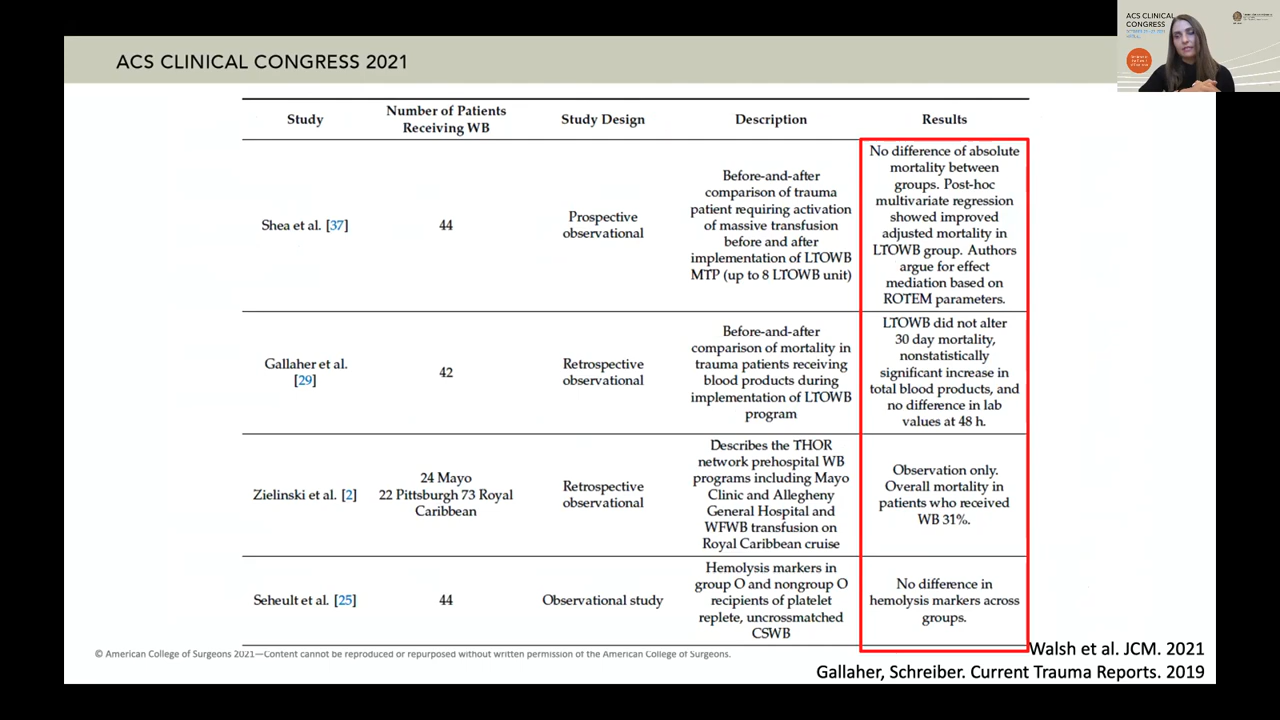 ACS CLINICAL CONGRESS 2021
ACS CLINICAL
CONGRESS
Study
Number of Patients
Receiving WB
Study Design
Description
Results
Shea et al. [37]
44
Prospective
observational
Before-and-after
comparison of trauma
patient requiring activation
of massive transfusion
before and after
implementation of LTOWB
MTP (up to 8 LTOWB unit)
No difference of absolute
mortality between
groups. Post-hoc
multivariate regression
showed improved
adjusted mortality in
LTOWB group. Authors
argue for effect
mediation based on
ROTEM parameters.
Gallaher et al.
[29]
42
Retrospective
observational
Before-and-after
comparison of mortality in
trauma patients receiving
blood products during
implementation of LTOWB
program
LTOWB did not alter
30 day mortality,
nonstatistically
significant increase in
total blood products, and
no difference in lab
values at 48 h.
Zielinski et al. [2]
24 Mayo
22 Pittsburgh 73 Royal
Caribbean
Retrospective
observational
Describes the THOR
network prehospital WB
programs including Mayo
Clinic and Allegheny
General Hospital and
WFWB transfusion on
Royal Caribbean cruise
Observation only.
Overall mortality in
patients who received
WB 31%.
Seheult et al. [25]
44
Observational study
Hemolysis markers in
group O and nongroup O
recipients of platelet
replete, uncrossmatched
CSWB
No difference in
hemolysis markers across
groups.
© American College of Surgeons 2021—Content cannot be reproduced or repurposed without written permission of the American College of Surgeons.
Walsh et al. JCM. 2021
Gallaher, Schreiber. Current Trauma Reports. 2019